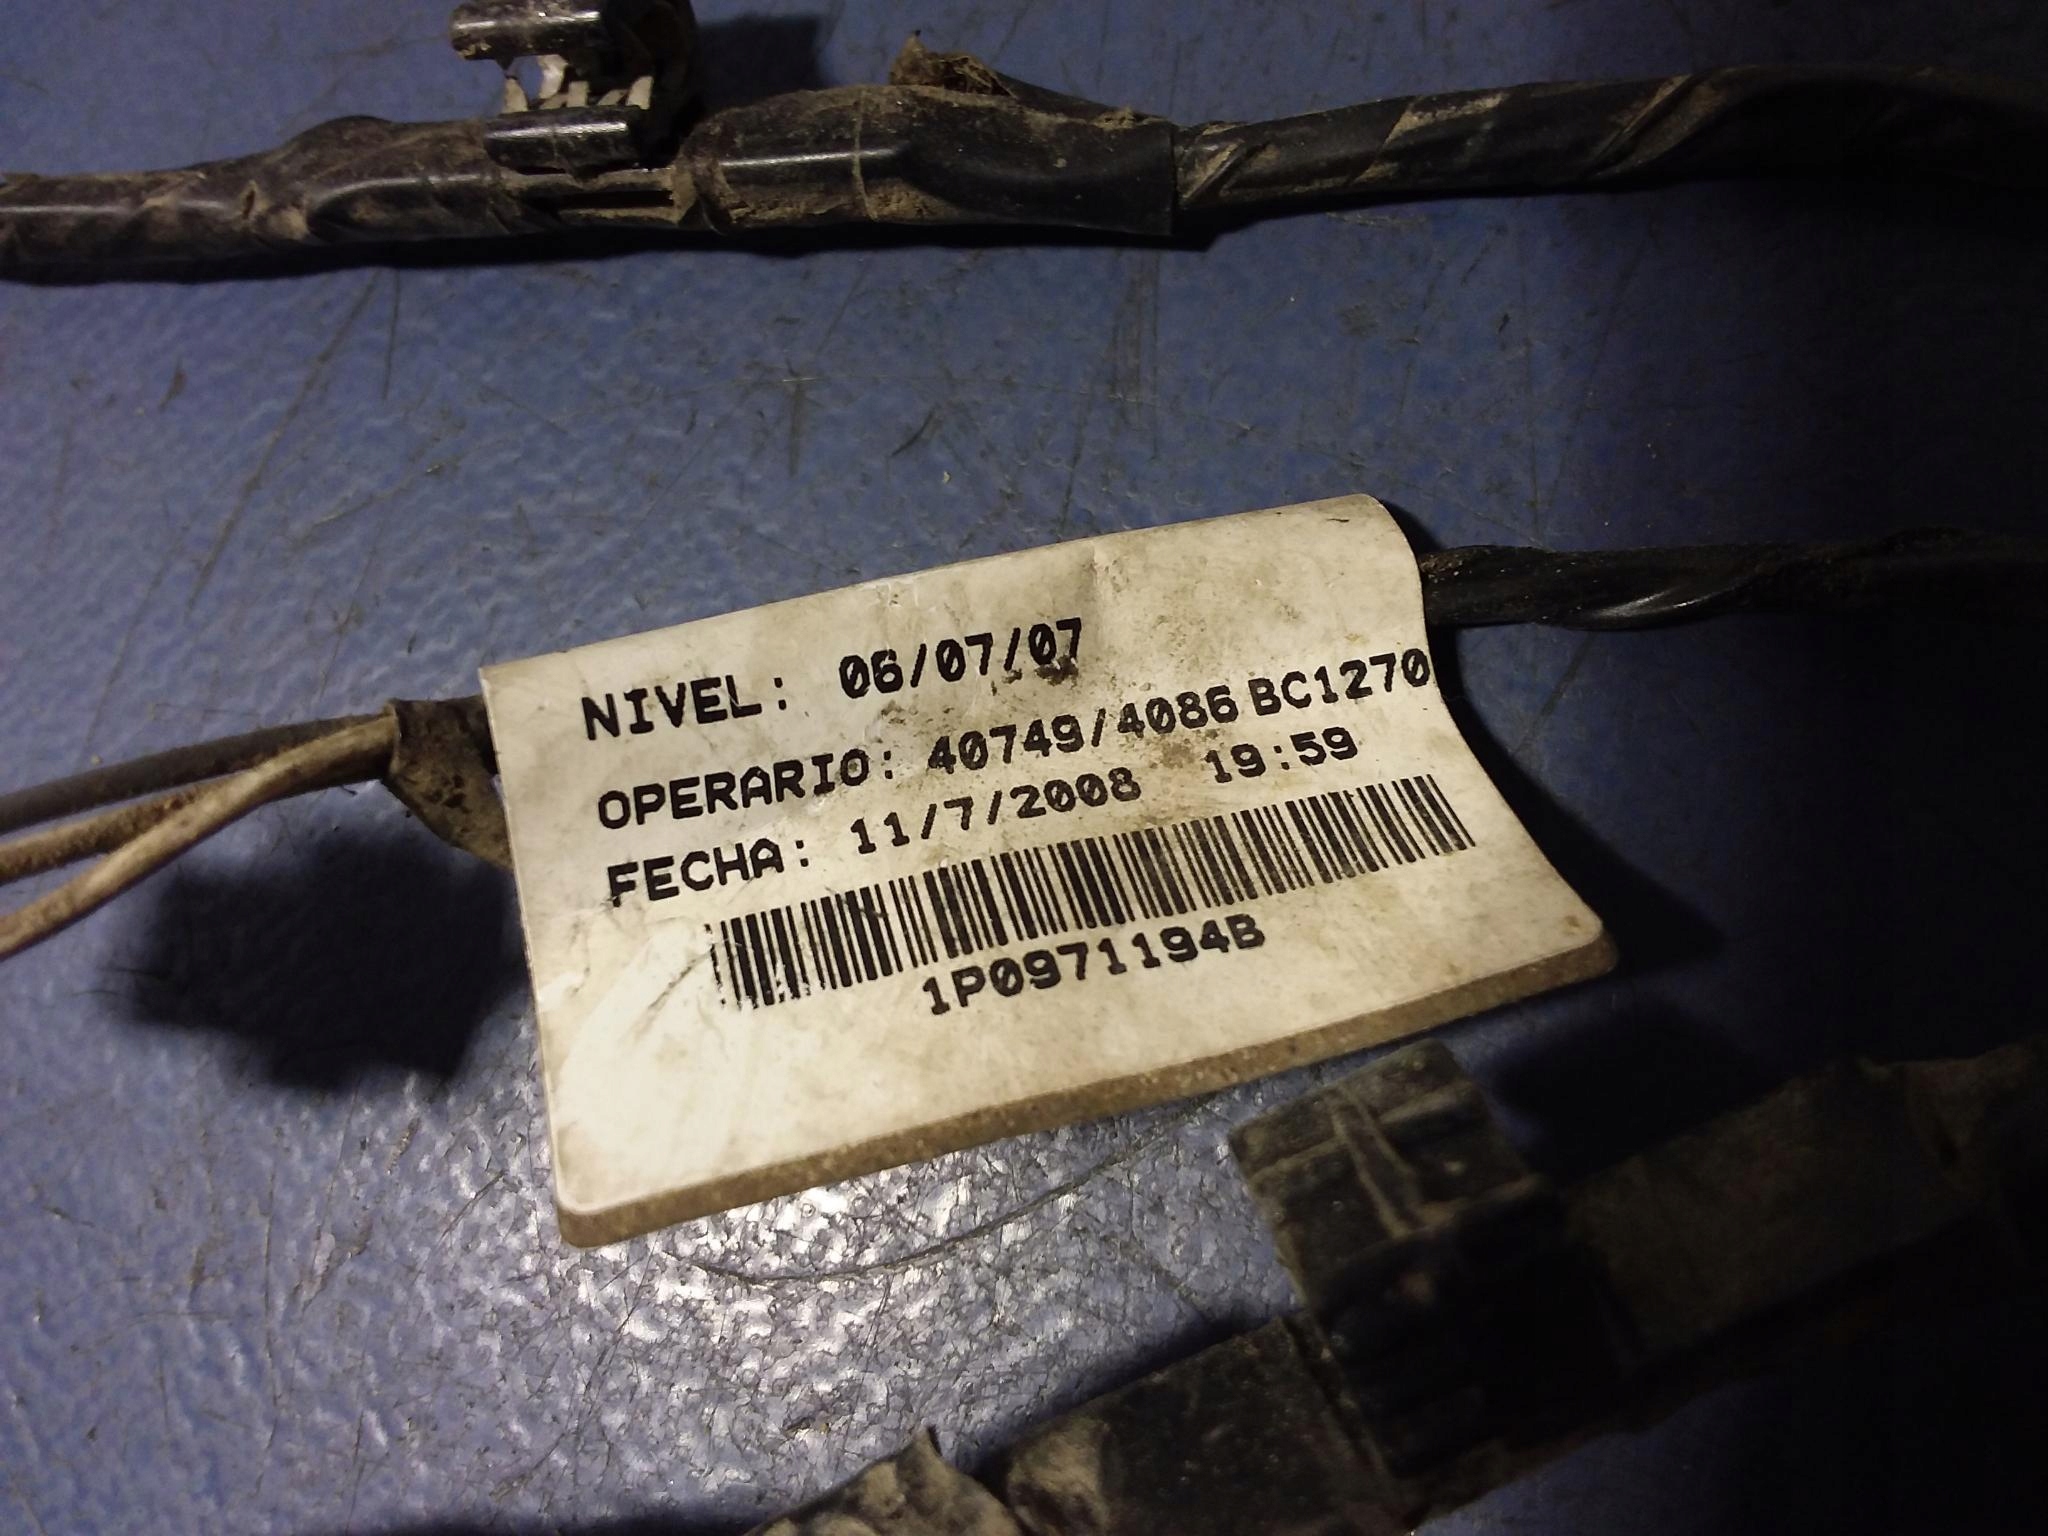 NIVEL: 06/07/07
OPERARIO: 40749/4086 BC1270
FECHA: 11/7/2008 19:59
1P0971194B